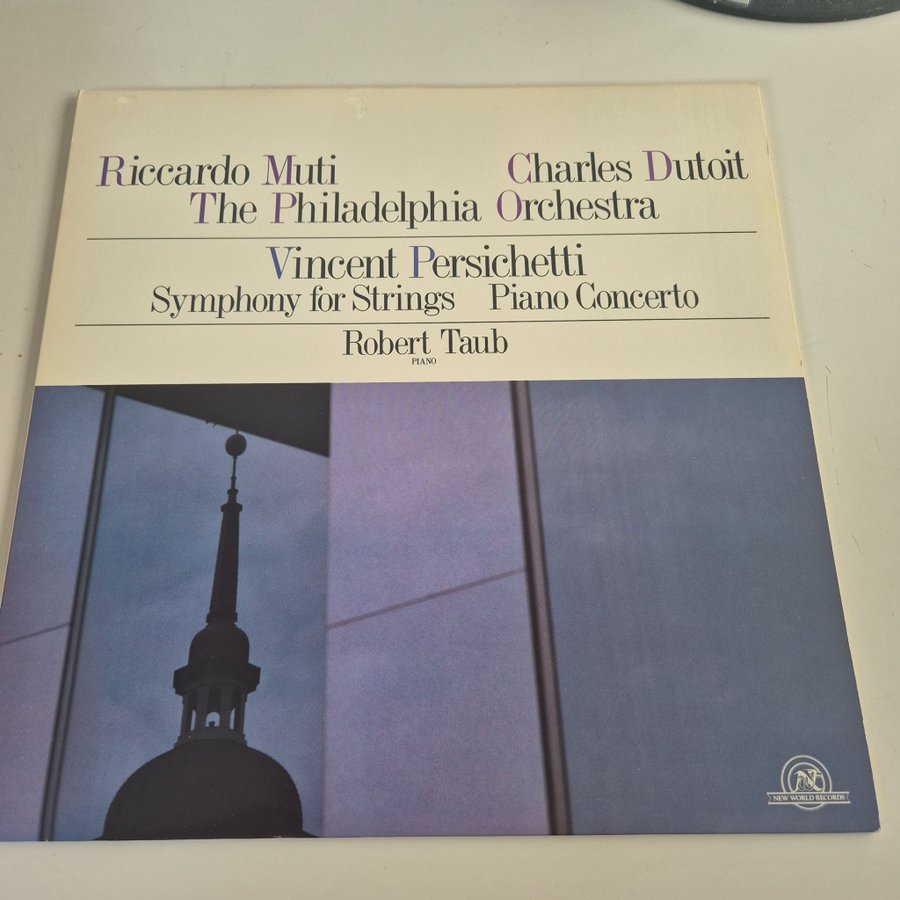 Riccardo Muti Charles Dutoit
The Philadelphia Orchestra
Vincent Persichetti
Symphony for Strings Piano Concerto
Robert Taub
PIANO
NEW WORLD RECORDS